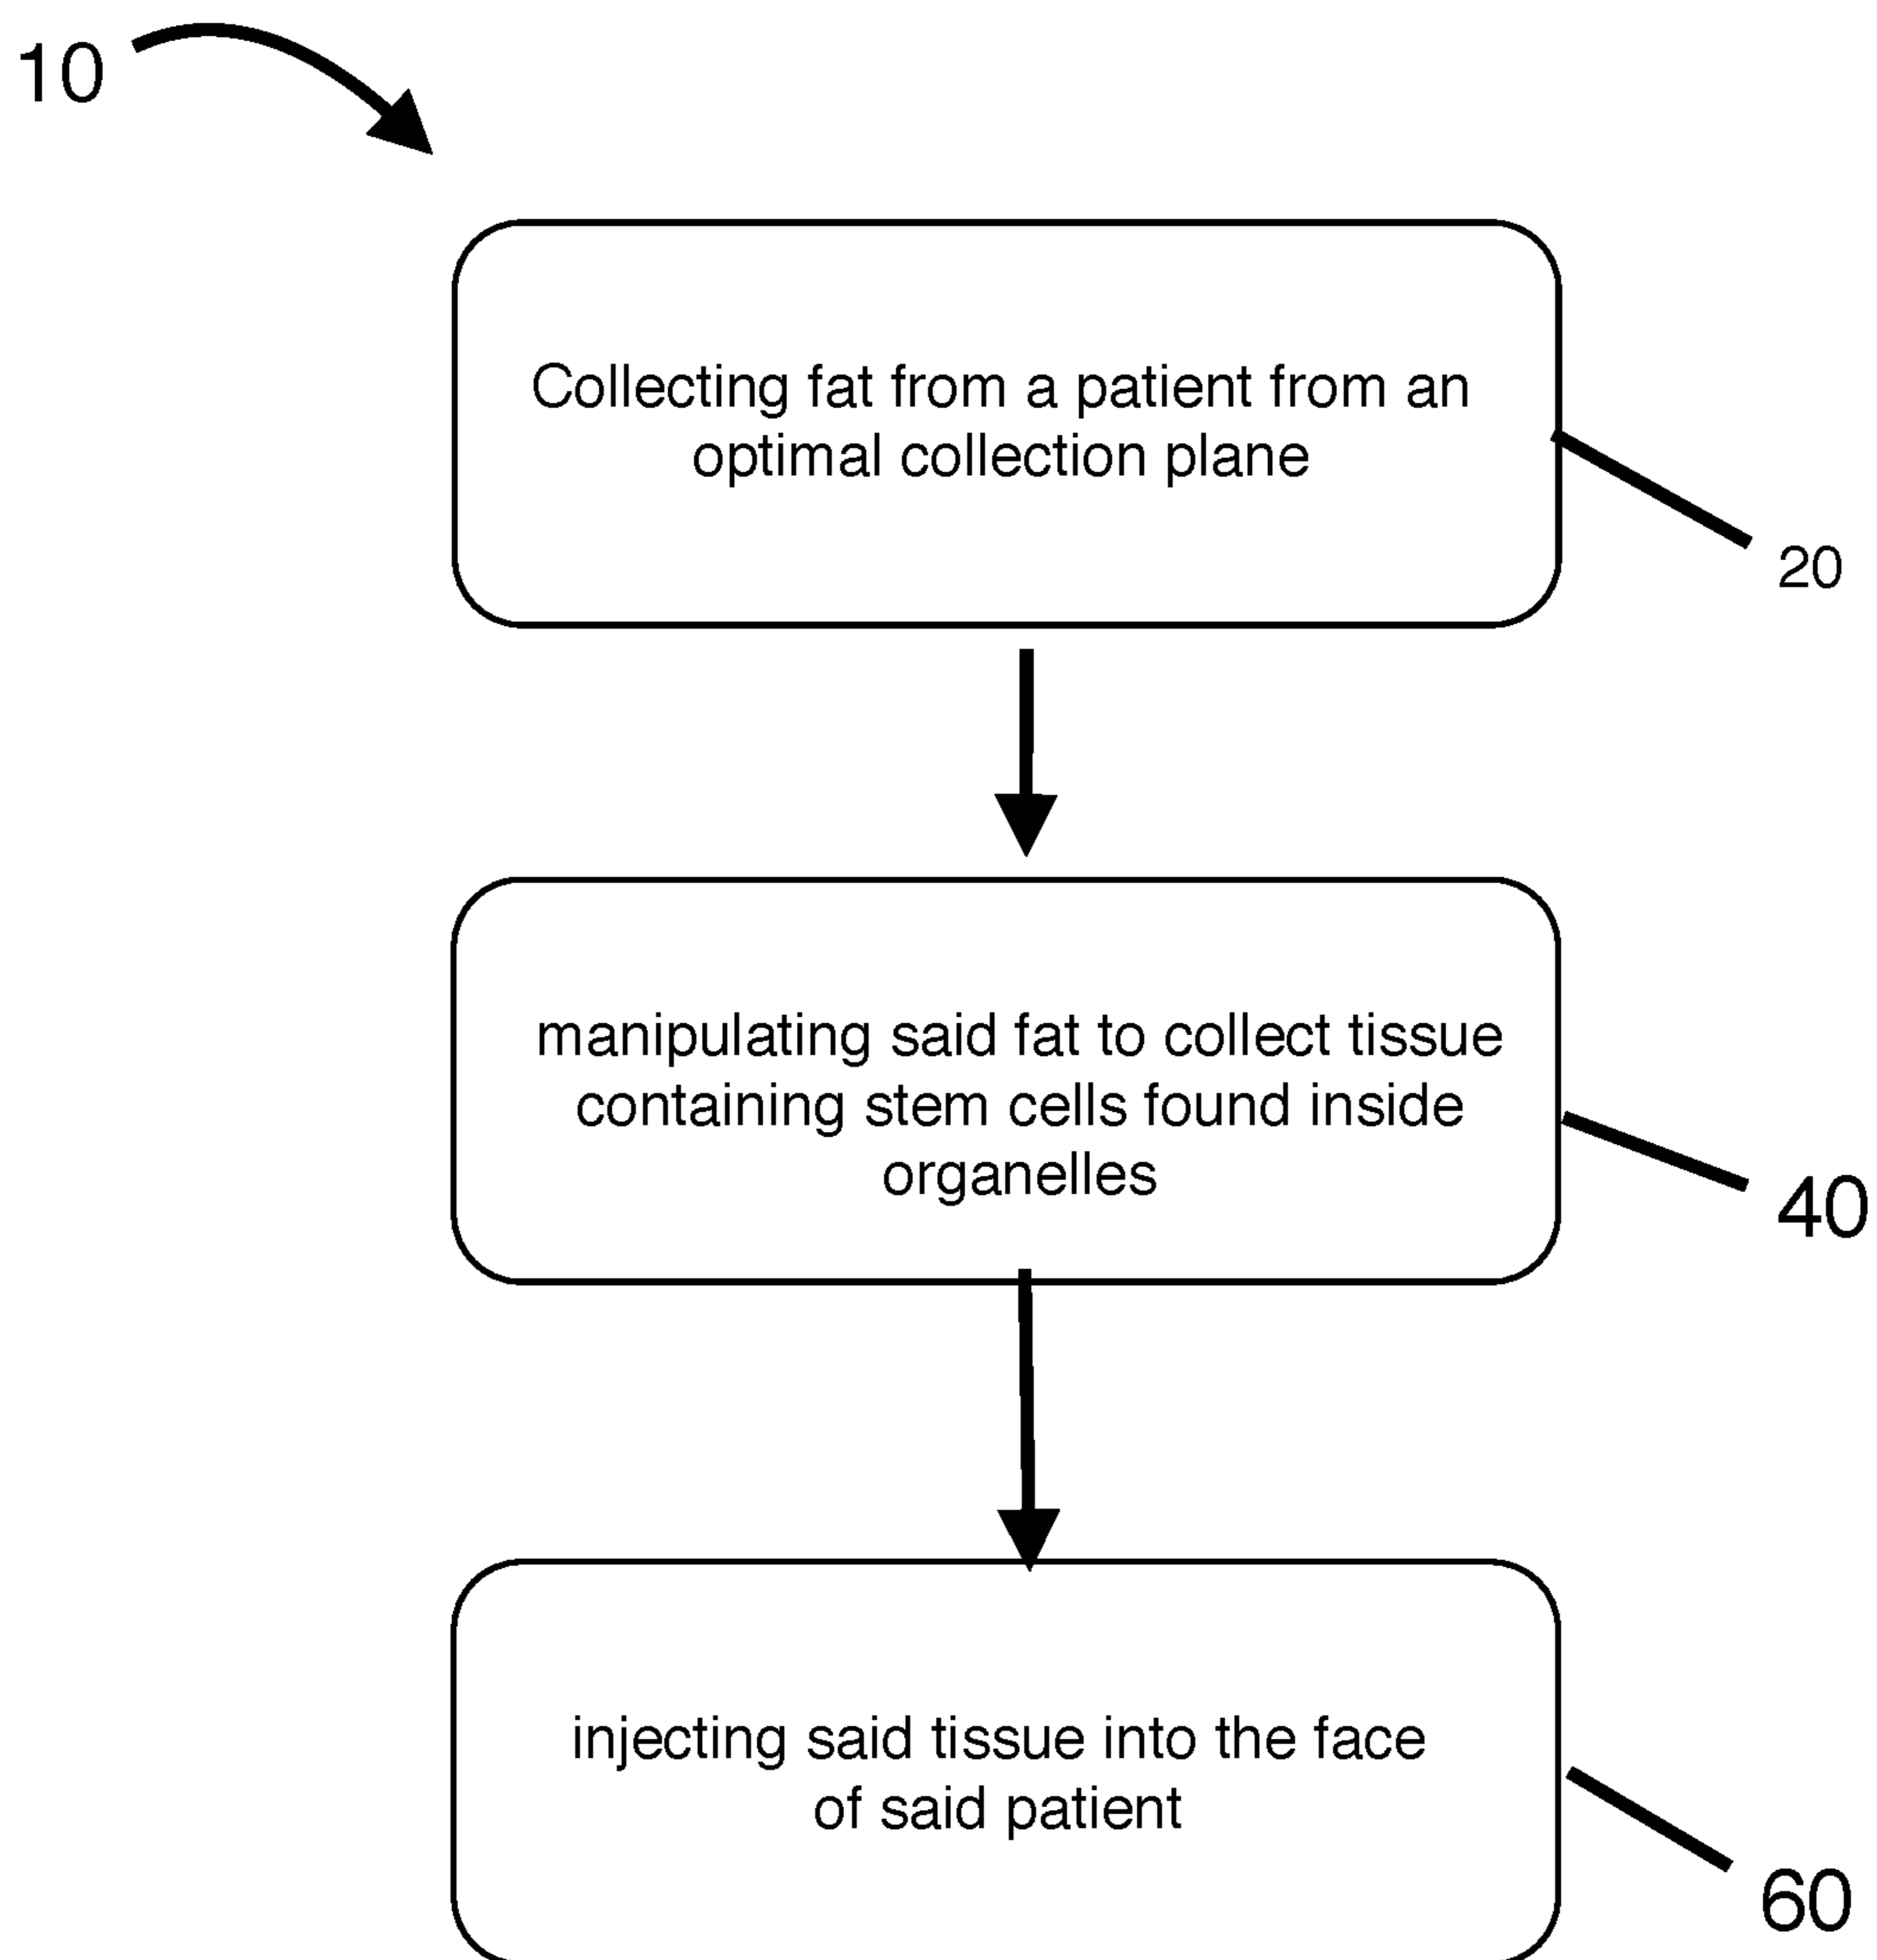 10
Collecting fat from a patient from an
optimal collection plane
20
manipulating said fat to collect tissue
containing stem cells found inside
organelles
40
injecting said tissue into the face
of said patient
60